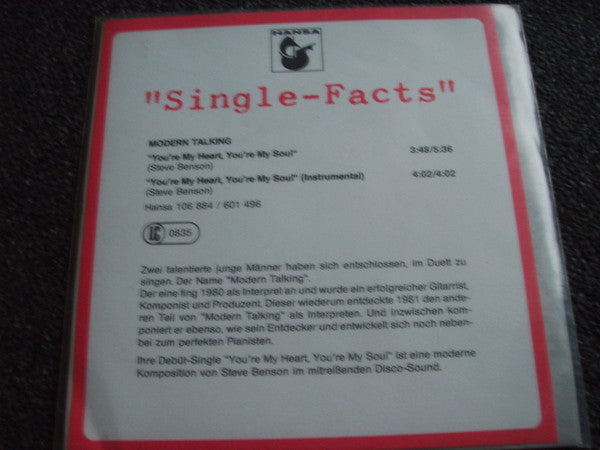 HANSA
"Single-Facts"
MODERN TALKING
"You're My Heart, You're My Soul" 3:48/5:36
(Steve Benson)
"You're My Heart, You're My Soul" (Instrumental) 4:02/4:02
(Steve Benson)
Hansa 106 884 / 601 496
LC 0835
Zwei talentierte junge Männer haben sich entschlossen, im Duett zu
singen. Der Name "Modern Talking".
Der eine fing 1980 als Interpret an und wurde ein erfolgreicher Gitarrist,
Komponist und Produzent. Dieser wiederum entdeckte 1981 den ande-
ren Teil von "Modern Talking" als Interpreten. Und inzwischen kom-
poniert er ebenso, wie sein Entdecker und entwickelt sich noch neben-
bei zum perfekten Pianisten.
Ihre Debüt-Single "You're My Heart, You're My Soul" ist eine moderne
Komposition von Steve Benson im mitreißenden Disco-Sound.